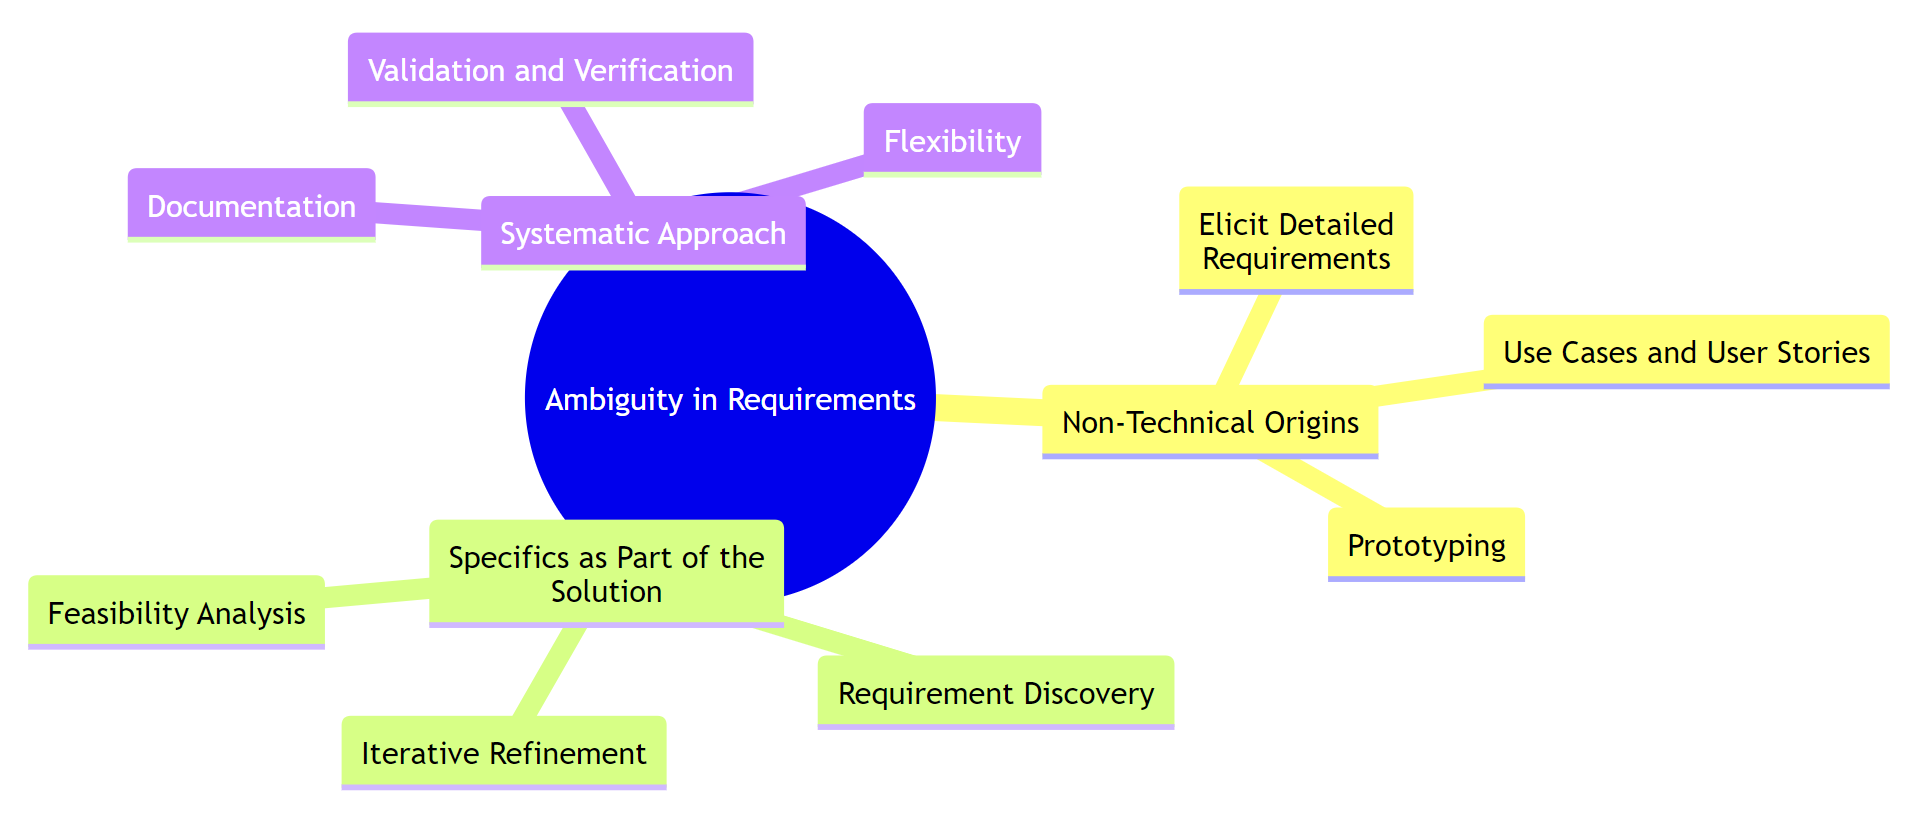 Validation and Verification
Flexibility
Documentation
Systematic Approach
Elicit Detailed
Requirements
Use Cases and User Stories
Ambiguity in Requirements
Non-Technical Origins
Prototyping
Specifics as Part of the
Solution
Feasibility Analysis
Requirement Discovery
Iterative Refinement